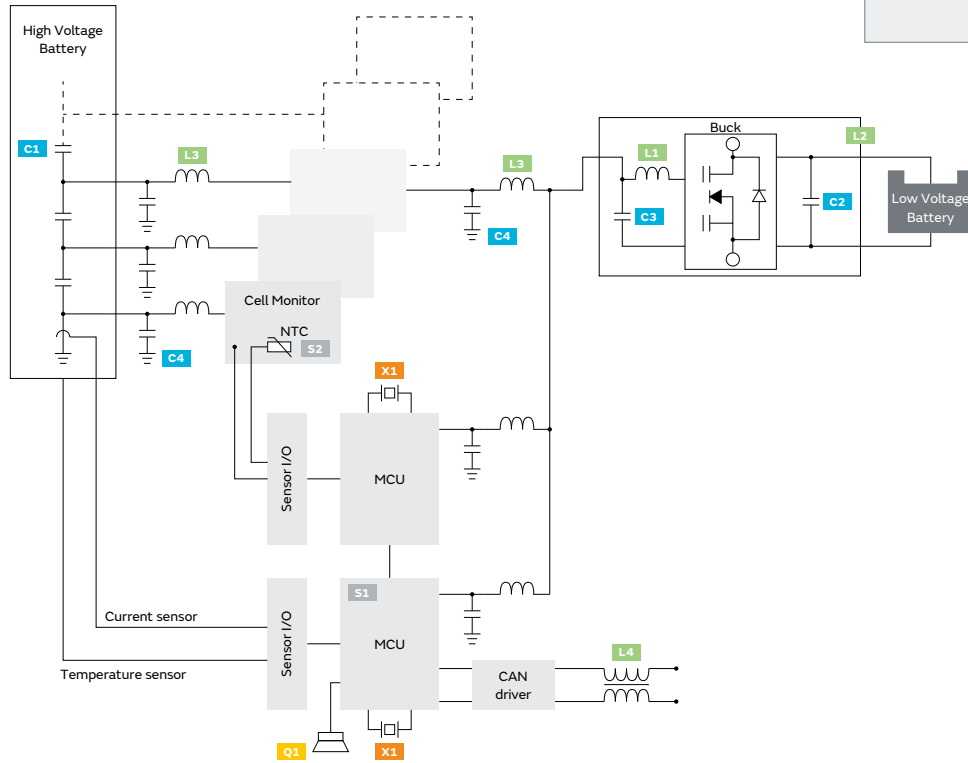 High Voltage
Battery
C1
L3
L3
C4
Buck
L2
L1
C3
C2
Low Voltage
Battery
Cell Monitor
NTC
S2
C4
X1
Sensor I/O
MCU
S1
Sensor I/O
MCU
Current sensor
Temperature sensor
CAN
driver
L4
Q1
X1